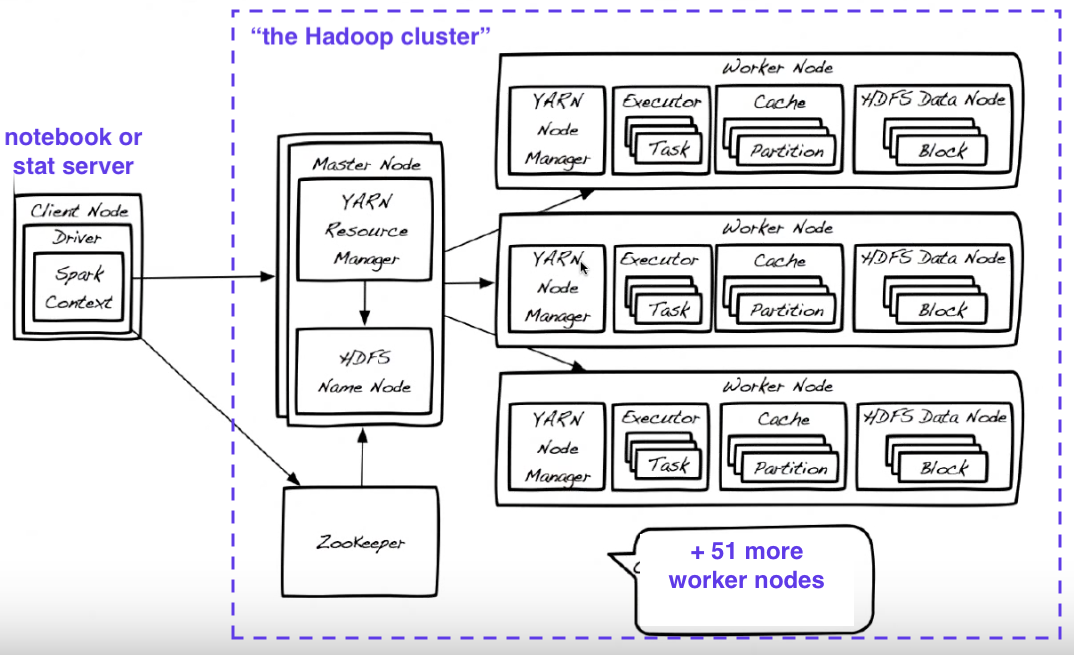 “the Hadoop cluster”
notebook or
stat server
Client Node
Driver
Spark
Context
Master Node
YARN
Resource
Manager
HDFS
Name Node
ZooKeeper
Worker Node
YARN
Node
Manager
Executor
Task
Cache
Partition
HDFS Data Node
Block
Worker Node
YARN
Node
Manager
Executor
Task
Cache
Partition
HDFS Data Node
Block
Worker Node
YARN
Node
Manager
Executor
Task
Cache
Partition
HDFS Data Node
Block
+ 51 more
worker nodes